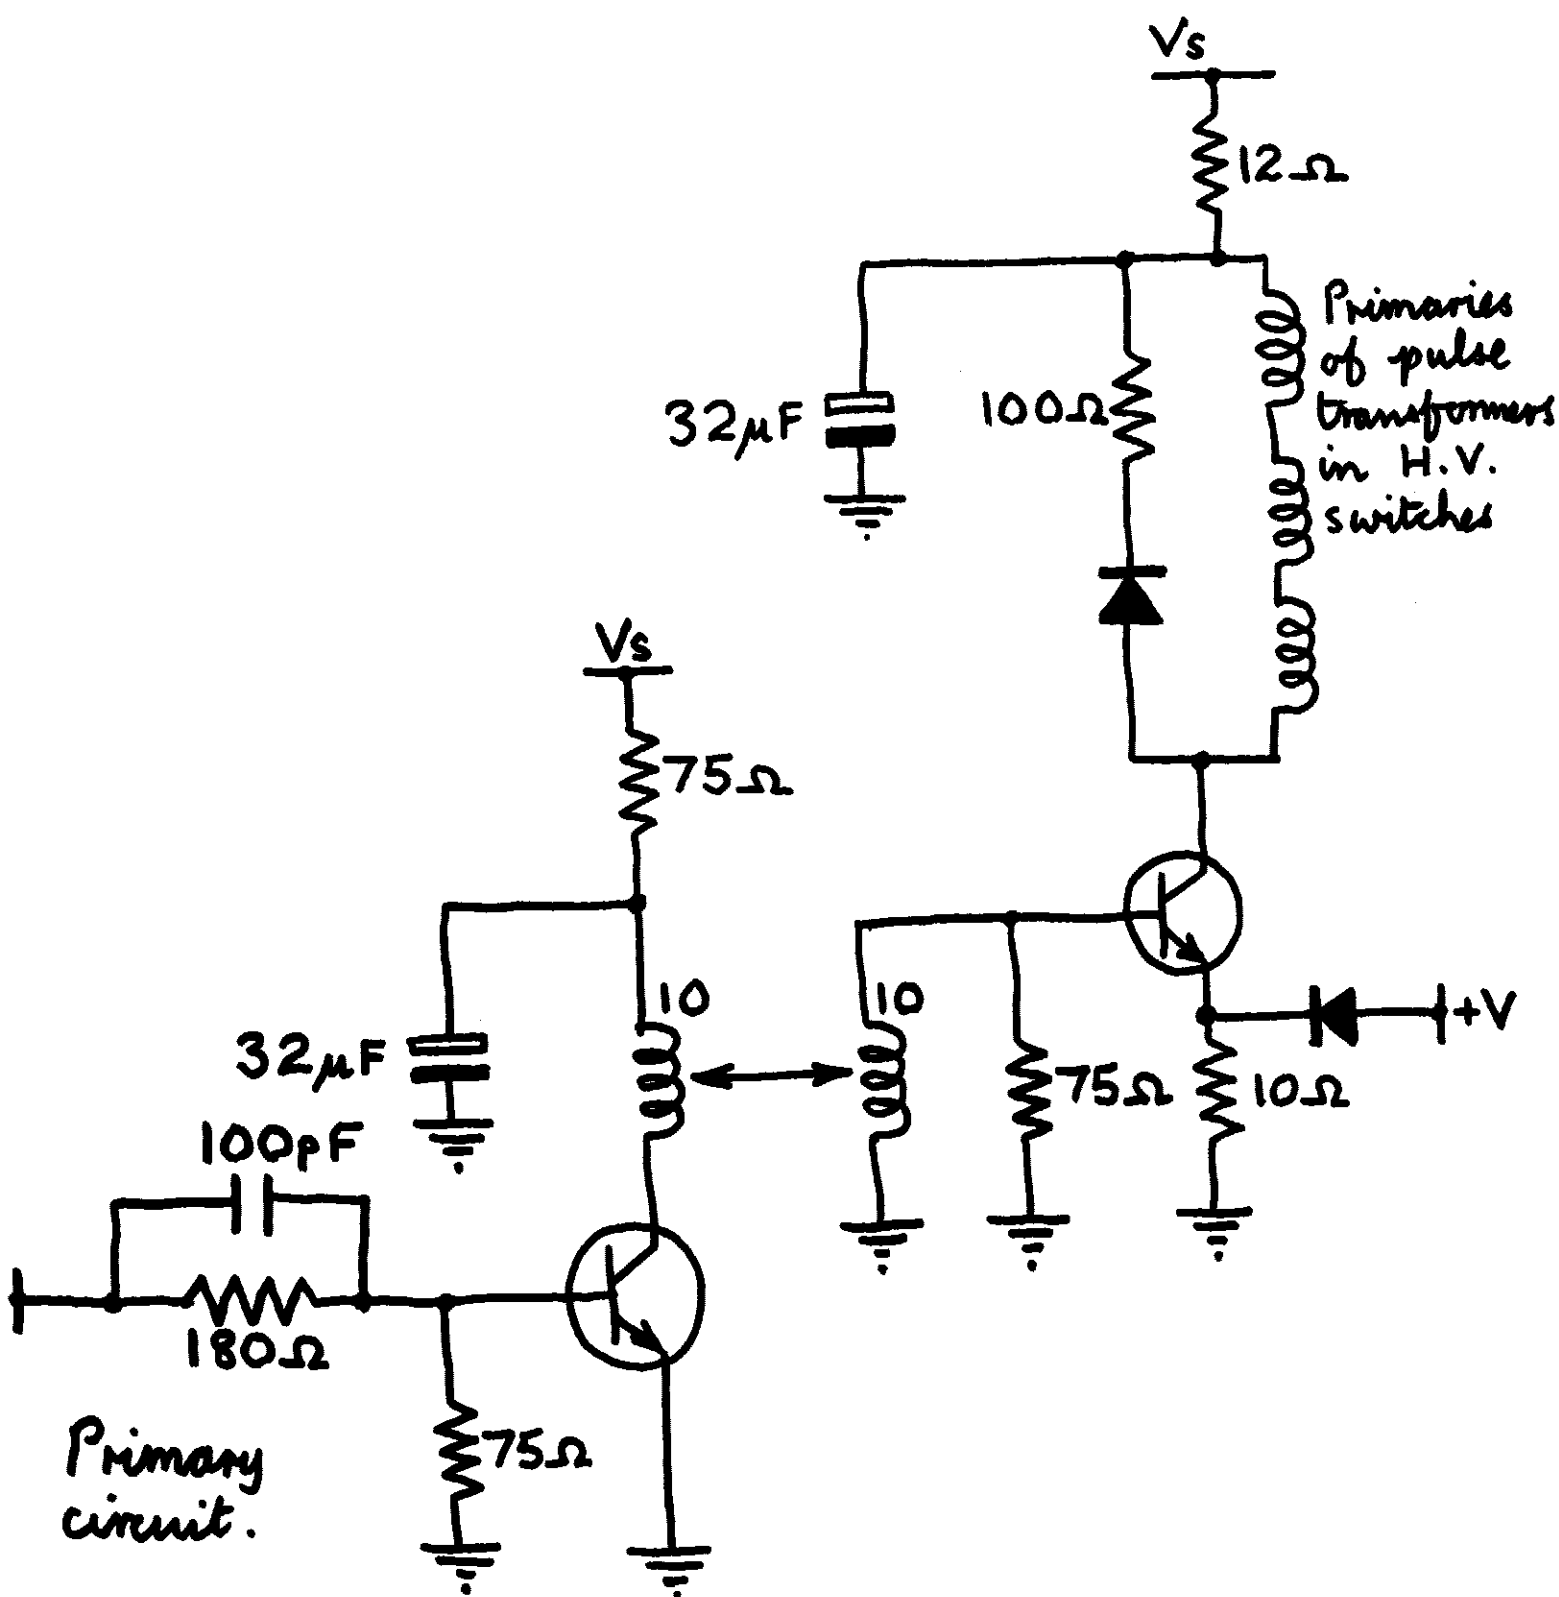 Vs
12Ω
Primaries
of pulse
transformers
in H.V.
switches
32μF
100Ω
Vs
75Ω
10
10
32μF
75Ω
10Ω
+V
100pF
180Ω
75Ω
Primary
circuit.